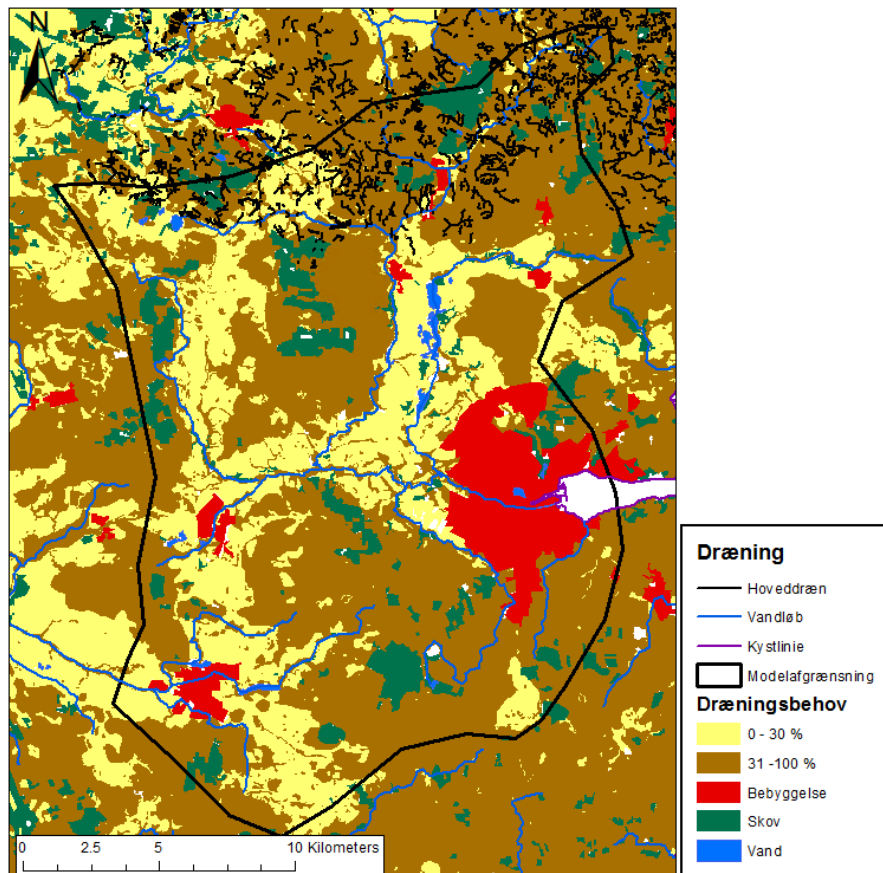 N
0 2.5 5 10 Kilometers
Dræning
Hoveddræn
Vandløb
Kystlinie
Modelafgrænsning
Dræningsbehov
0 - 30 %
31 -100 %
Bebyggelse
Skov
Vand